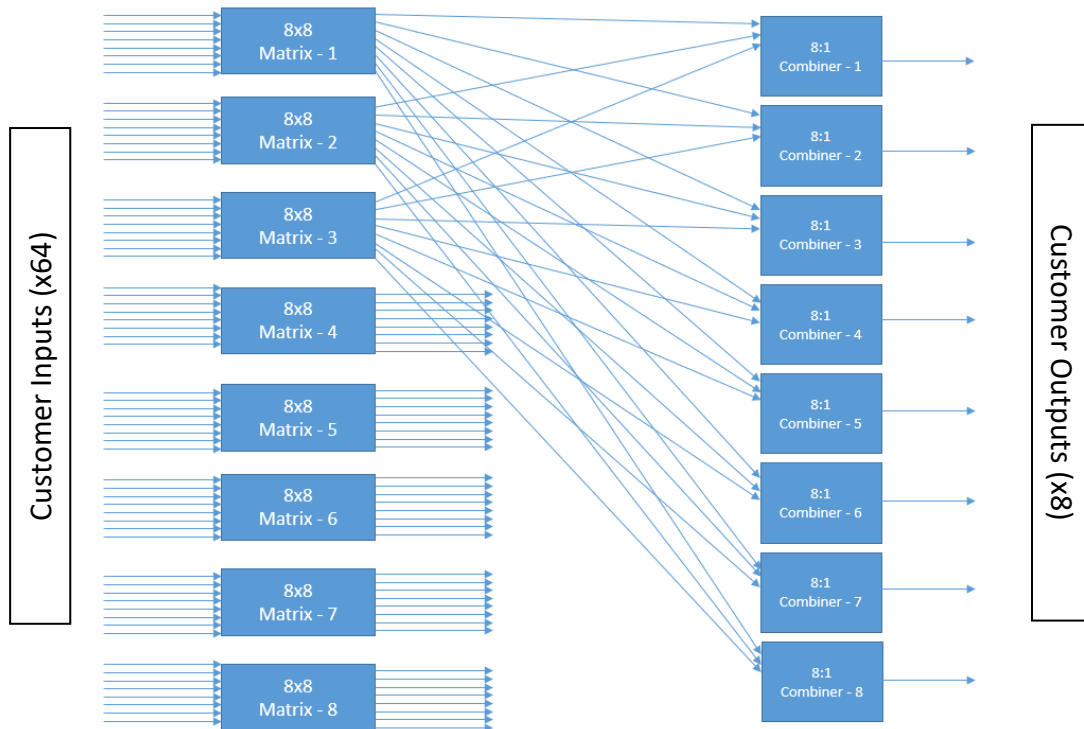 Customer Inputs (x64)
8x8
Matrix - 1
8x8
Matrix - 2
8x8
Matrix - 3
8x8
Matrix - 4
8x8
Matrix - 5
8x8
Matrix - 6
8x8
Matrix - 7
8x8
Matrix - 8
8:1
Combiner - 1
8:1
Combiner - 2
8:1
Combiner - 3
8:1
Combiner - 4
8:1
Combiner - 5
8:1
Combiner - 6
8:1
Combiner - 7
8:1
Combiner - 8
Customer Outputs (x8)